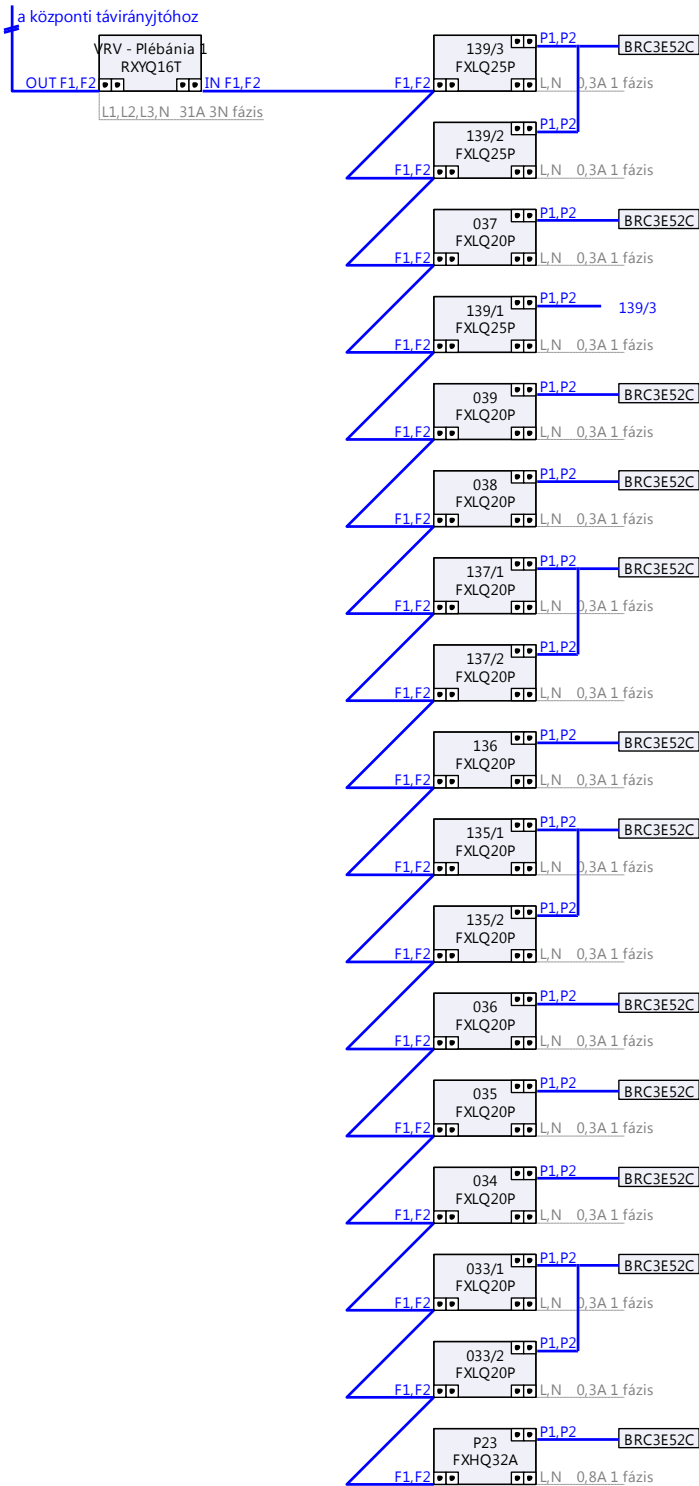 a központi távirányjtóhoz
VRV - Plébánia 1
RXYQ16T
OUT F1,F2
IN F1,F2
L1,L2,L3,N 31A 3N fázis
139/3
FXLQ25P
P1,P2
BRC3E52C
F1,F2
L,N 0,3A 1 fázis
139/2
FXLQ25P
P1,P2
F1,F2
L,N 0,3A 1 fázis
037
FXLQ20P
P1,P2
BRC3E52C
F1,F2
L,N 0,3A 1 fázis
139/1
FXLQ25P
P1,P2
139/3
F1,F2
L,N 0,3A 1 fázis
039
FXLQ20P
P1,P2
BRC3E52C
F1,F2
L,N 0,3A 1 fázis
038
FXLQ20P
P1,P2
BRC3E52C
F1,F2
L,N 0,3A 1 fázis
137/1
FXLQ20P
P1,P2
BRC3E52C
F1,F2
L,N 0,3A 1 fázis
137/2
FXLQ20P
P1,P2
F1,F2
L,N 0,3A 1 fázis
136
FXLQ20P
P1,P2
BRC3E52C
F1,F2
L,N 0,3A 1 fázis
135/1
FXLQ20P
P1,P2
BRC3E52C
F1,F2
L,N 0,3A 1 fázis
135/2
FXLQ20P
P1,P2
F1,F2
L,N 0,3A 1 fázis
036
FXLQ20P
P1,P2
BRC3E52C
F1,F2
L,N 0,3A 1 fázis
035
FXLQ20P
P1,P2
BRC3E52C
F1,F2
L,N 0,3A 1 fázis
034
FXLQ20P
P1,P2
BRC3E52C
F1,F2
L,N 0,3A 1 fázis
033/1
FXLQ20P
P1,P2
BRC3E52C
F1,F2
L,N 0,3A 1 fázis
033/2
FXLQ20P
P1,P2
F1,F2
L,N 0,3A 1 fázis
P23
FXHQ32A
P1,P2
BRC3E52C
F1,F2
L,N 0,8A 1 fázis